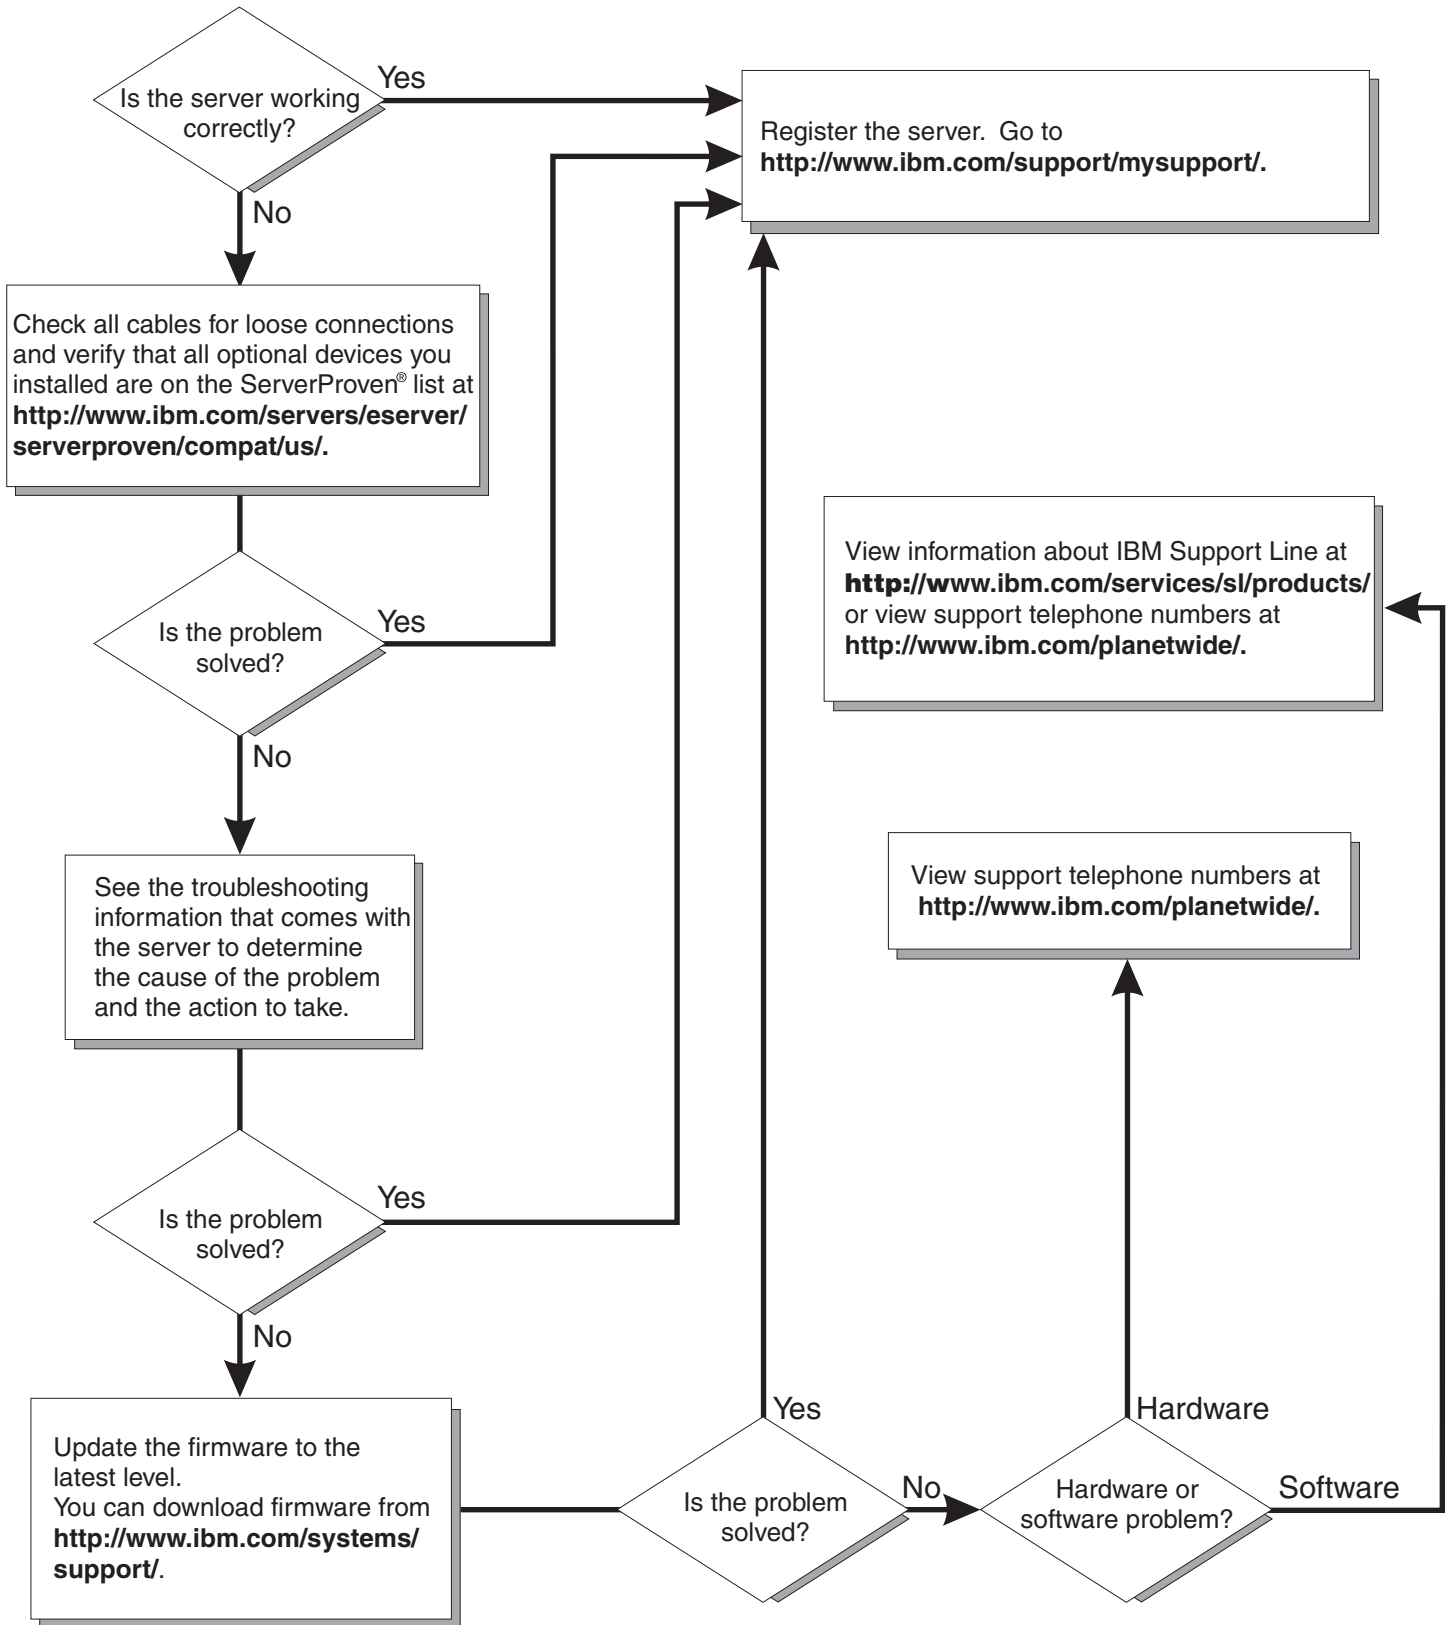 Is the server working
correctly?
Yes
Register the server. Go to
http://www.ibm.com/support/mysupport/.
No
Check all cables for loose connections
and verify that all optional devices you
installed are on the ServerProven® list at
http://www.ibm.com/servers/eserver/
serverproven/compat/us/.
View information about IBM Support Line at
http://www.ibm.com/services/sl/products/
or view support telephone numbers at
http://www.ibm.com/planetwide/.
Is the problem
solved?
Yes
No
See the troubleshooting
information that comes with
the server to determine
the cause of the problem
and the action to take.
View support telephone numbers at
http://www.ibm.com/planetwide/.
Is the problem
solved?
Yes
No
Update the firmware to the
latest level.
You can download firmware from
http://www.ibm.com/systems/
support/.
Is the problem
solved?
Yes
No
Hardware or
software problem?
Hardware
Software